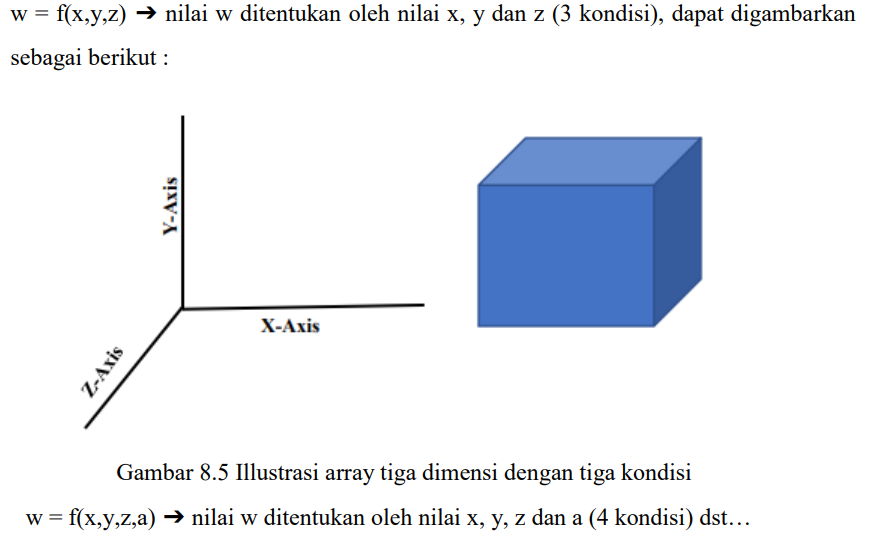 w = f(x,y,z) ➔ nilai w ditentukan oleh nilai x, y dan z (3 kondisi), dapat digambarkan
sebagai berikut :
Y-Axis
X-Axis
Z-Axis
Gambar 8.5 Illustrasi array tiga dimensi dengan tiga kondisi
w = f(x,y,z,a) ➔ nilai w ditentukan oleh nilai x, y, z dan a (4 kondisi) dst…